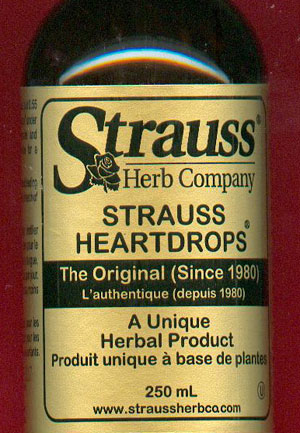 Strauss®
Herb Company
STRAUSS
HEARTDROPS®
The Original (Since 1980)
L'authentique (depuis 1980)
A Unique
Herbal Product
Produit unique à base de plantes
250 mL
www.straussherbco.com
U